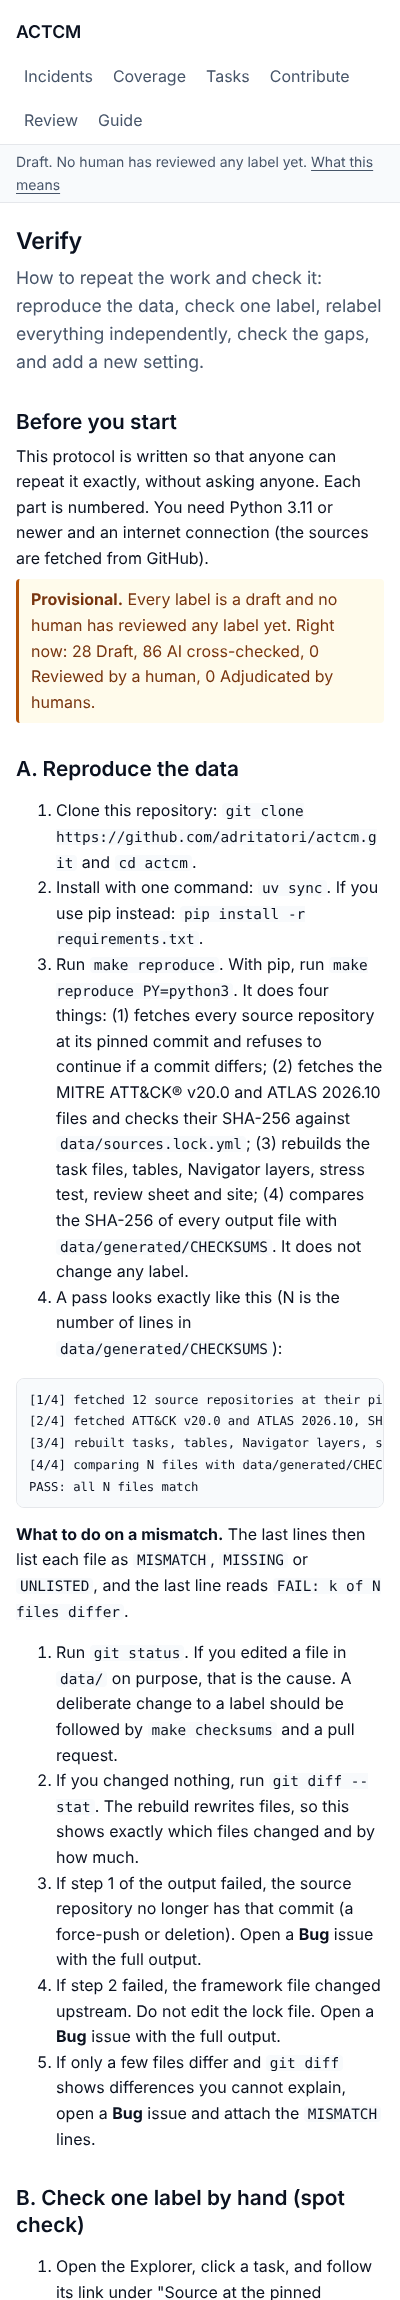 ACTCM
Incidents Coverage Tasks Contribute
Review Guide
Draft. No human has reviewed any label yet. What this
means
Verify
How to repeat the work and check it:
reproduce the data, check one label, relabel
everything independently, check the gaps,
and add a new setting.
Before you start
This protocol is written so that anyone can
repeat it exactly, without asking anyone. Each
part is numbered. You need Python 3.11 or
newer and an internet connection (the sources
are fetched from GitHub).
Provisional. Every label is a draft and no
human has reviewed any label yet. Right
now: 28 Draft, 86 AI cross-checked, 0
Reviewed by a human, 0 Adjudicated by
humans.
A. Reproduce the data
1. Clone this repository: git clone
https://github.com/adritatori/actcm.g
it and cd actcm.
2. Install with one command: uv sync. If you
use pip instead: pip install -r
requirements.txt.
3. Run make reproduce. With pip, run make
reproduce PY=python3. It does four
things: (1) fetches every source repository
at its pinned commit and refuses to
continue if a commit differs; (2) fetches the
MITRE ATT&CK® v20.0 and ATLAS 2026.10
files and checks their SHA-256 against
data/sources.lock.yml; (3) rebuilds the
task files, tables, Navigator layers, stress
test, review sheet and site; (4) compares
the SHA-256 of every output file with
data/generated/CHECKSUMS. It does not
change any label.
4. A pass looks exactly like this (N is the
number of lines in
data/generated/CHECKSUMS):
[1/4] fetched 12 source repositories at their pi
[2/4] fetched ATT&CK v20.0 and ATLAS 2026.10, SH
[3/4] rebuilt tasks, tables, Navigator layers, s
[4/4] comparing N files with data/generated/CHEC
PASS: all N files match
What to do on a mismatch. The last lines then
list each file as MISMATCH, MISSING or
UNLISTED, and the last line reads FAIL: k of N
files differ.
1. Run git status. If you edited a file in
data/ on purpose, that is the cause. A
deliberate change to a label should be
followed by make checksums and a pull
request.
2. If you changed nothing, run git diff --
stat. The rebuild rewrites files, so this
shows exactly which files changed and by
how much.
3. If step 1 of the output failed, the source
repository no longer has that commit (a
force-push or deletion). Open a Bug issue
with the full output.
4. If step 2 failed, the framework file changed
upstream. Do not edit the lock file. Open a
Bug issue with the full output.
5. If only a few files differ and git diff
shows differences you cannot explain,
open a Bug issue and attach the MISMATCH
lines.
B. Check one label by hand (spot
check)
1. Open the Explorer, click a task, and follow
its link under "Source at the pinned